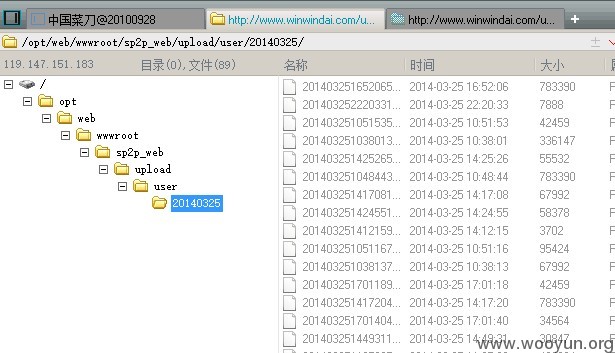 中国菜刀@20100928 http://www.winwindai.com/u... http://www.winwindai.com/u... +
/opt/web/wwwroot/sp2p_web/upload/user/20140325/
119.147.151.183 目录(0),文件(89) 名称 时间 大小
/
opt
web
wwwroot
sp2p_web
upload
user
20140325
201403251652065... 2014-03-25 16:52:06 783390 F
201403252220331... 2014-03-25 22:20:33 7888 F
201403251051535... 2014-03-25 10:51:53 42459 F
201403251038013... 2014-03-25 10:38:01 336147 F
201403251425265... 2014-03-25 14:25:26 55532 F
201403251048443... 2014-03-25 10:48:44 783390 F
201403251417081... 2014-03-25 14:17:08 67992 F
201403251424551... 2014-03-25 14:24:55 58378 F
201403251412159... 2014-03-25 14:12:15 3702 F
201403251051167... 2014-03-25 10:51:16 95424 F
201403251038137... 2014-03-25 10:38:13 67992 F
201403251701189... 2014-03-25 17:01:18 42459 F
201403251417204... 2014-03-25 14:17:20 783390 F
201403251701404... 2014-03-25 17:01:40 34564 F
201403251449311... 2014-03-25 14:49:31 30847
www.wooyun.org